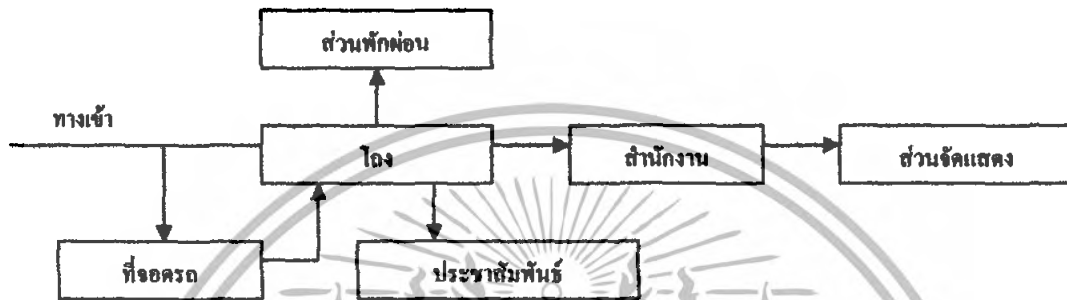 ส่วนพักผ่อน
ทางเข้า
โถง
สำนักงาน
ส่วนจัดแสดง
ที่จอดรถ
ประชาสัมพันธ์